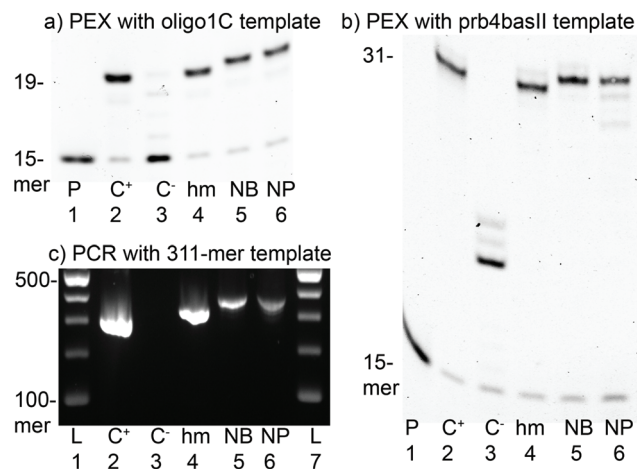 a) PEX with oligo1C template
19-
15-
mer
P C⁺ C⁻ hm NB NP
1 2 3 4 5 6
c) PCR with 311-mer template
500-
100-
mer
L C⁺ C⁻ hm NB NP L
1 2 3 4 5 6 7
b) PEX with prb4basII template
31-
15-
mer
P C⁺ C⁻ hm NB NP
1 2 3 4 5 6